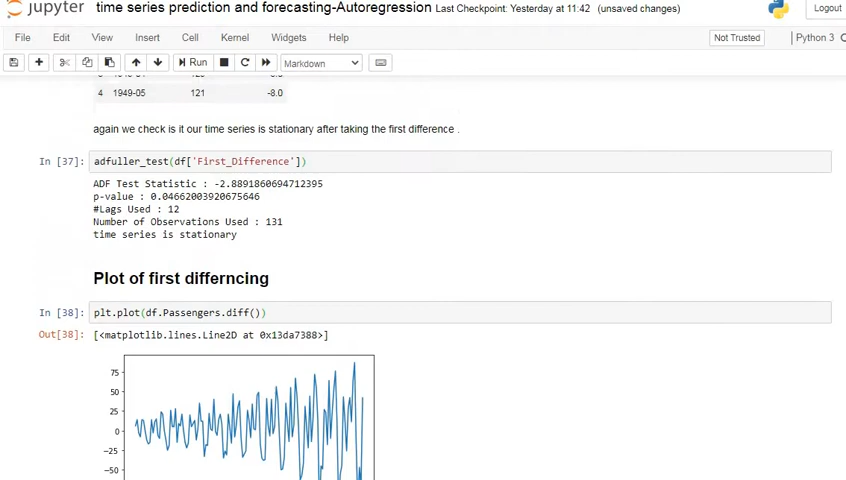 jupyter time series prediction and forecasting-Autoregression Last Checkpoint: Yesterday at 11:42 (unsaved changes) Logout
File Edit View Insert Cell Kernel Widgets Help Not Trusted Python 3
Run Markdown
4 1949-05 121 -8.0
again we check is it our time series is stationary after taking the first difference .
In [37]: adfuller_test(df['First_Difference'])
ADF Test Statistic : -2.8891860694712395
p-value : 0.04662003920675646
#Lags Used : 12
Number of Observations Used : 131
time series is stationary
Plot of first differncing
In [38]: plt.plot(df.Passengers.diff())
Out[38]: [<matplotlib.lines.Line2D at 0x13da7388>]
75
50
25
0
−25
−50